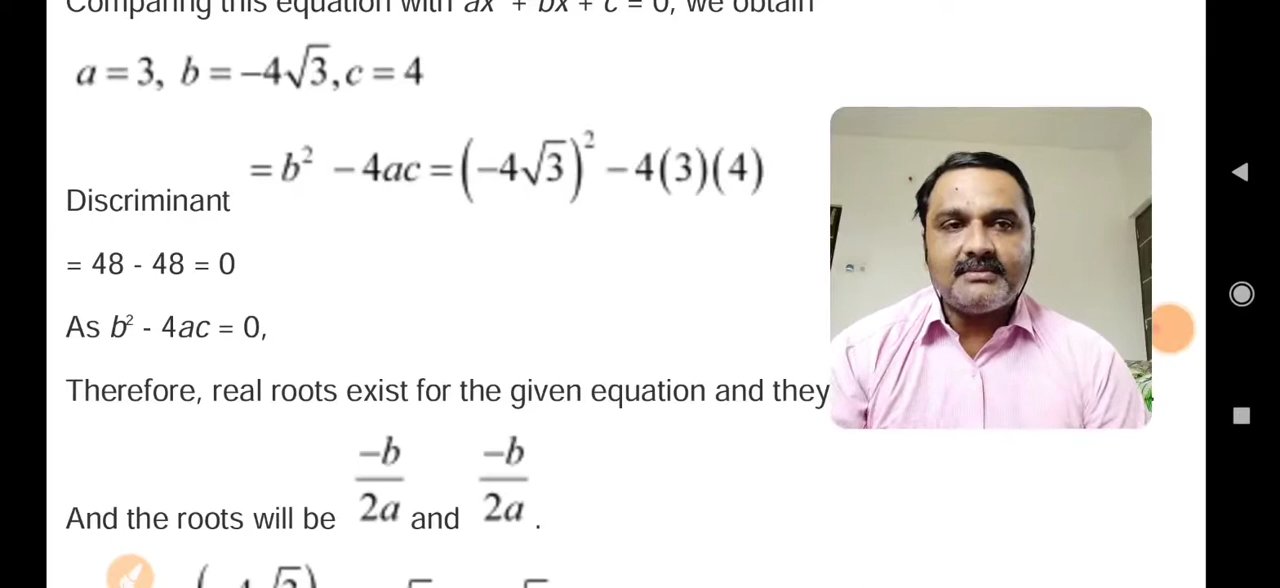 Comparing this equation with ax² + bx + c = 0, we obtain
a = 3, b = −4√3, c = 4
Discriminant = b² − 4ac = (−4√3)² − 4(3)(4)
= 48 - 48 = 0
As b² - 4ac = 0,
Therefore, real roots exist for the given equation and they
And the roots will be −b/2a and −b/2a .